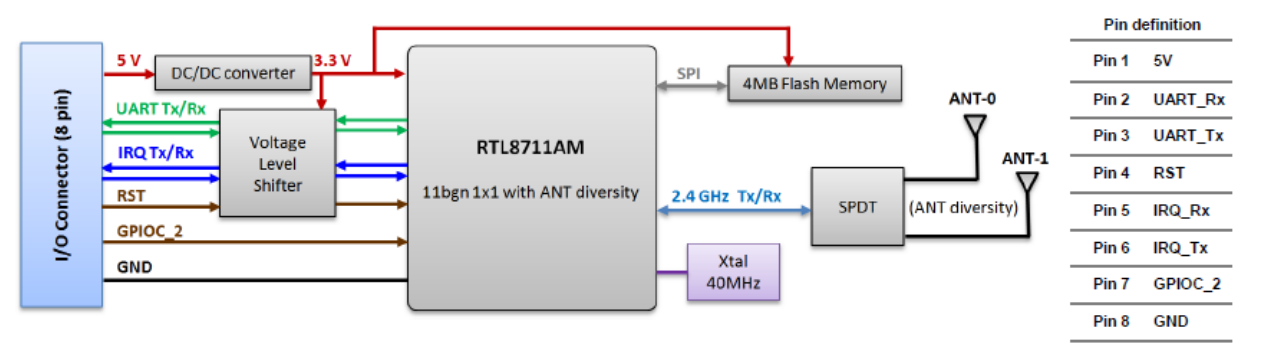 I/O Connector (8 pin)
5 V
DC/DC converter
3.3 V
UART Tx/Rx
IRQ Tx/Rx
RST
GPIOC_2
GND
Voltage
Level
Shifter
RTL8711AM
11bgn 1x1 with ANT diversity
SPI
4MB Flash Memory
2.4 GHz Tx/Rx
SPDT
(ANT diversity)
ANT-0
ANT-1
Xtal
40MHz
Pin definition
Pin 1 5V
Pin 2 UART_Rx
Pin 3 UART_Tx
Pin 4 RST
Pin 5 IRQ_Rx
Pin 6 IRQ_Tx
Pin 7 GPIOC_2
Pin 8 GND